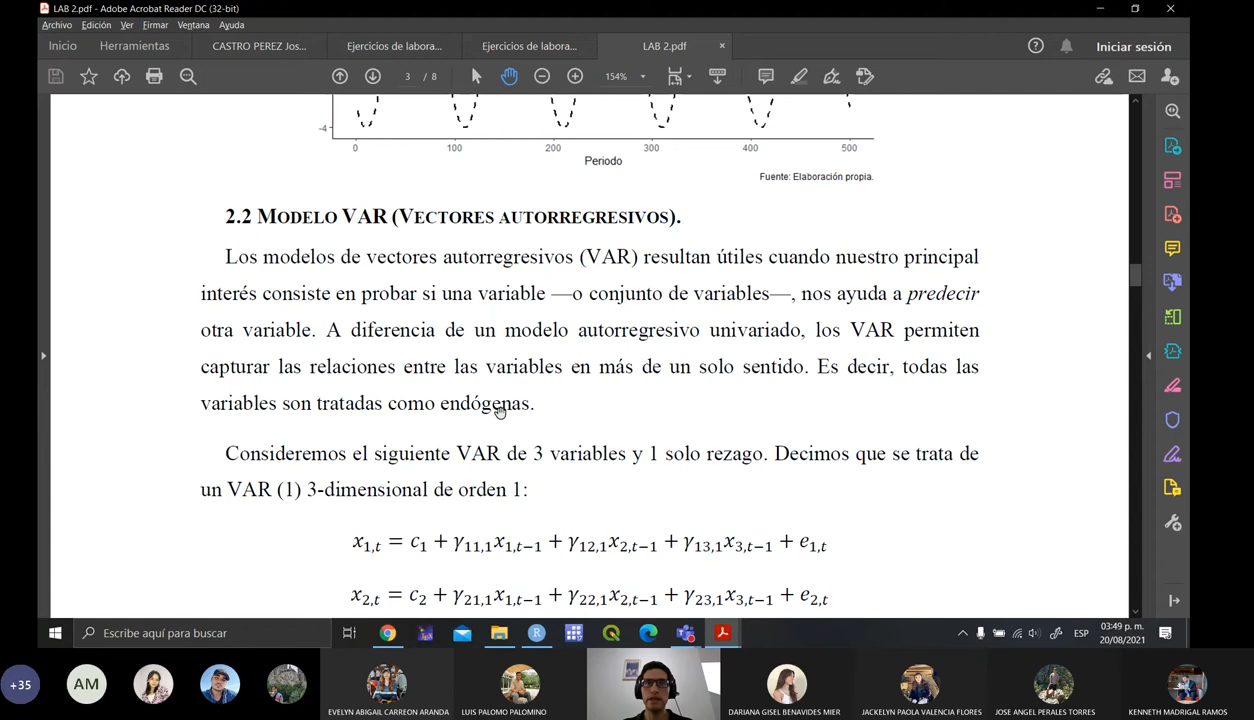 LAB 2.pdf - Adobe Acrobat Reader DC (32-bit)
Archivo Edición Ver Firmar Ventana Ayuda
Inicio Herramientas CASTRO PEREZ Jos... Ejercicios de labora... Ejercicios de labora... LAB 2.pdf × Iniciar sesión
3 / 8 154%
-4
0 100 200 300 400 500
Periodo
Fuente: Elaboración propia.
2.2 MODELO VAR (VECTORES AUTORREGRESIVOS).
Los modelos de vectores autorregresivos (VAR) resultan útiles cuando nuestro principal
interés consiste en probar si una variable —o conjunto de variables—, nos ayuda a predecir
otra variable. A diferencia de un modelo autorregresivo univariado, los VAR permiten
capturar las relaciones entre las variables en más de un solo sentido. Es decir, todas las
variables son tratadas como endógenas.
Consideremos el siguiente VAR de 3 variables y 1 solo rezago. Decimos que se trata de
un VAR (1) 3-dimensional de orden 1:
x₁,ₜ = c₁ + γ₁₁,₁x₁,ₜ₋₁ + γ₁₂,₁x₂,ₜ₋₁ + γ₁₃,₁x₃,ₜ₋₁ + e₁,ₜ
x₂,ₜ = c₂ + γ₂₁,₁x₁,ₜ₋₁ + γ₂₂,₁x₂,ₜ₋₁ + γ₂₃,₁x₃,ₜ₋₁ + e₂,ₜ
Escribe aquí para buscar ESP 03:49 p. m.
20/08/2021
+35 AM
EVELYN ABIGAIL CARREON ARANDA LUIS PALOMO PALOMINO DARIANA GISEL BENAVIDES MIER JACKELYN PAOLA VALENCIA FLORES JOSE ANGEL PERALES TORRES KENNETH MADRIGAL RAMOS